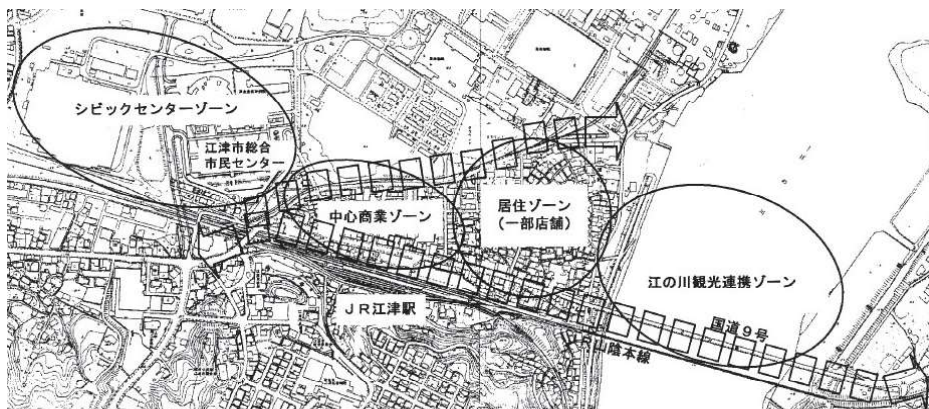 シビックセンターゾーン
江津市総合
市民センター
中心商業ゾーン
居住ゾーン
(一部店舗)
江の川観光連携ゾーン
JR江津駅
国道9号
JR山陰本線